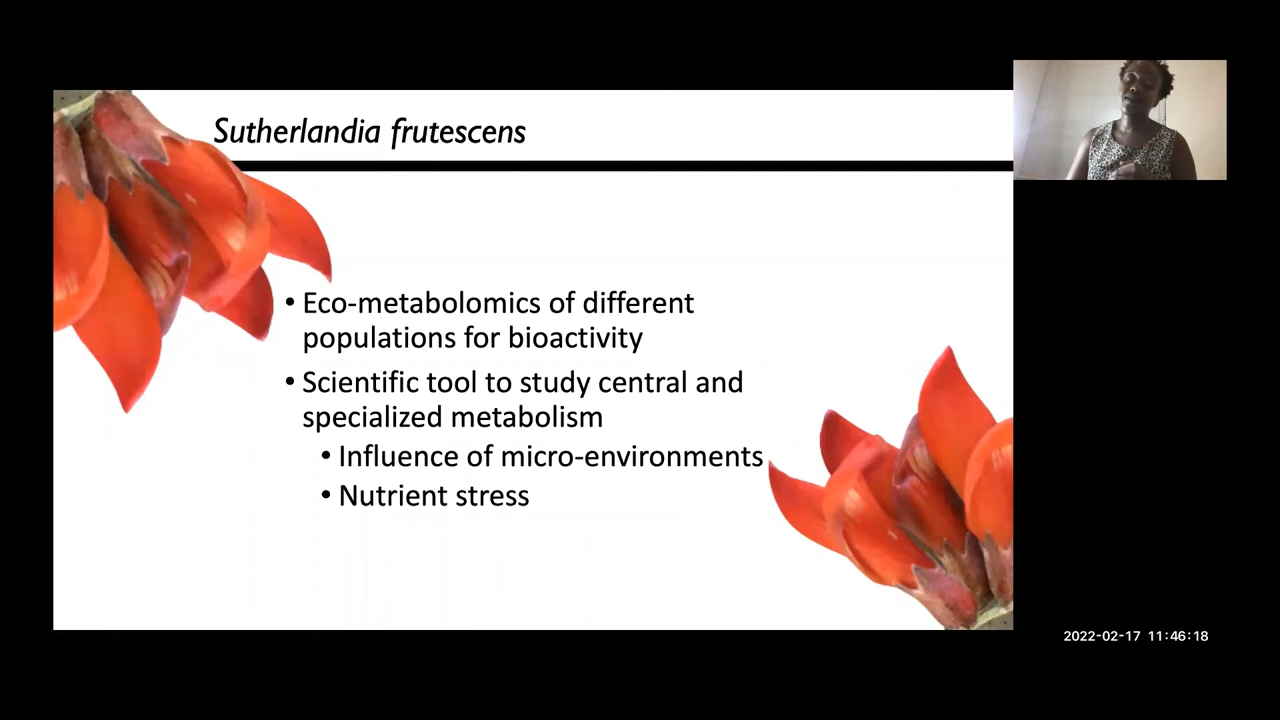 Sutherlandia frutescens
• Eco-metabolomics of different
populations for bioactivity
• Scientific tool to study central and
specialized metabolism
• Influence of micro-environments
• Nutrient stress
2022-02-17 11:46:18